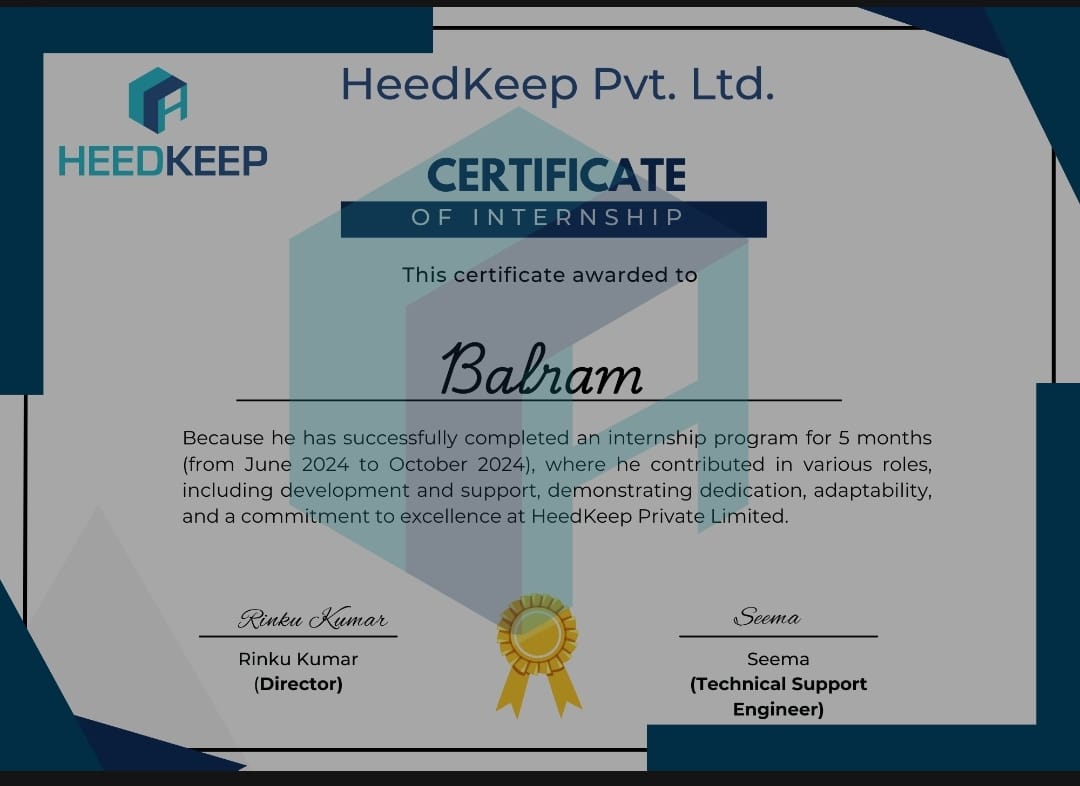 HeedKeep Pvt. Ltd.
HEEDKEEP
CERTIFICATE
OF INTERNSHIP
This certificate awarded to
Balram
Because he has successfully completed an internship program for 5 months
(from June 2024 to October 2024), where he contributed in various roles,
including development and support, demonstrating dedication, adaptability,
and a commitment to excellence at HeedKeep Private Limited.
Rinku Kumar
Rinku Kumar
(Director)
Seema
Seema
(Technical Support
Engineer)